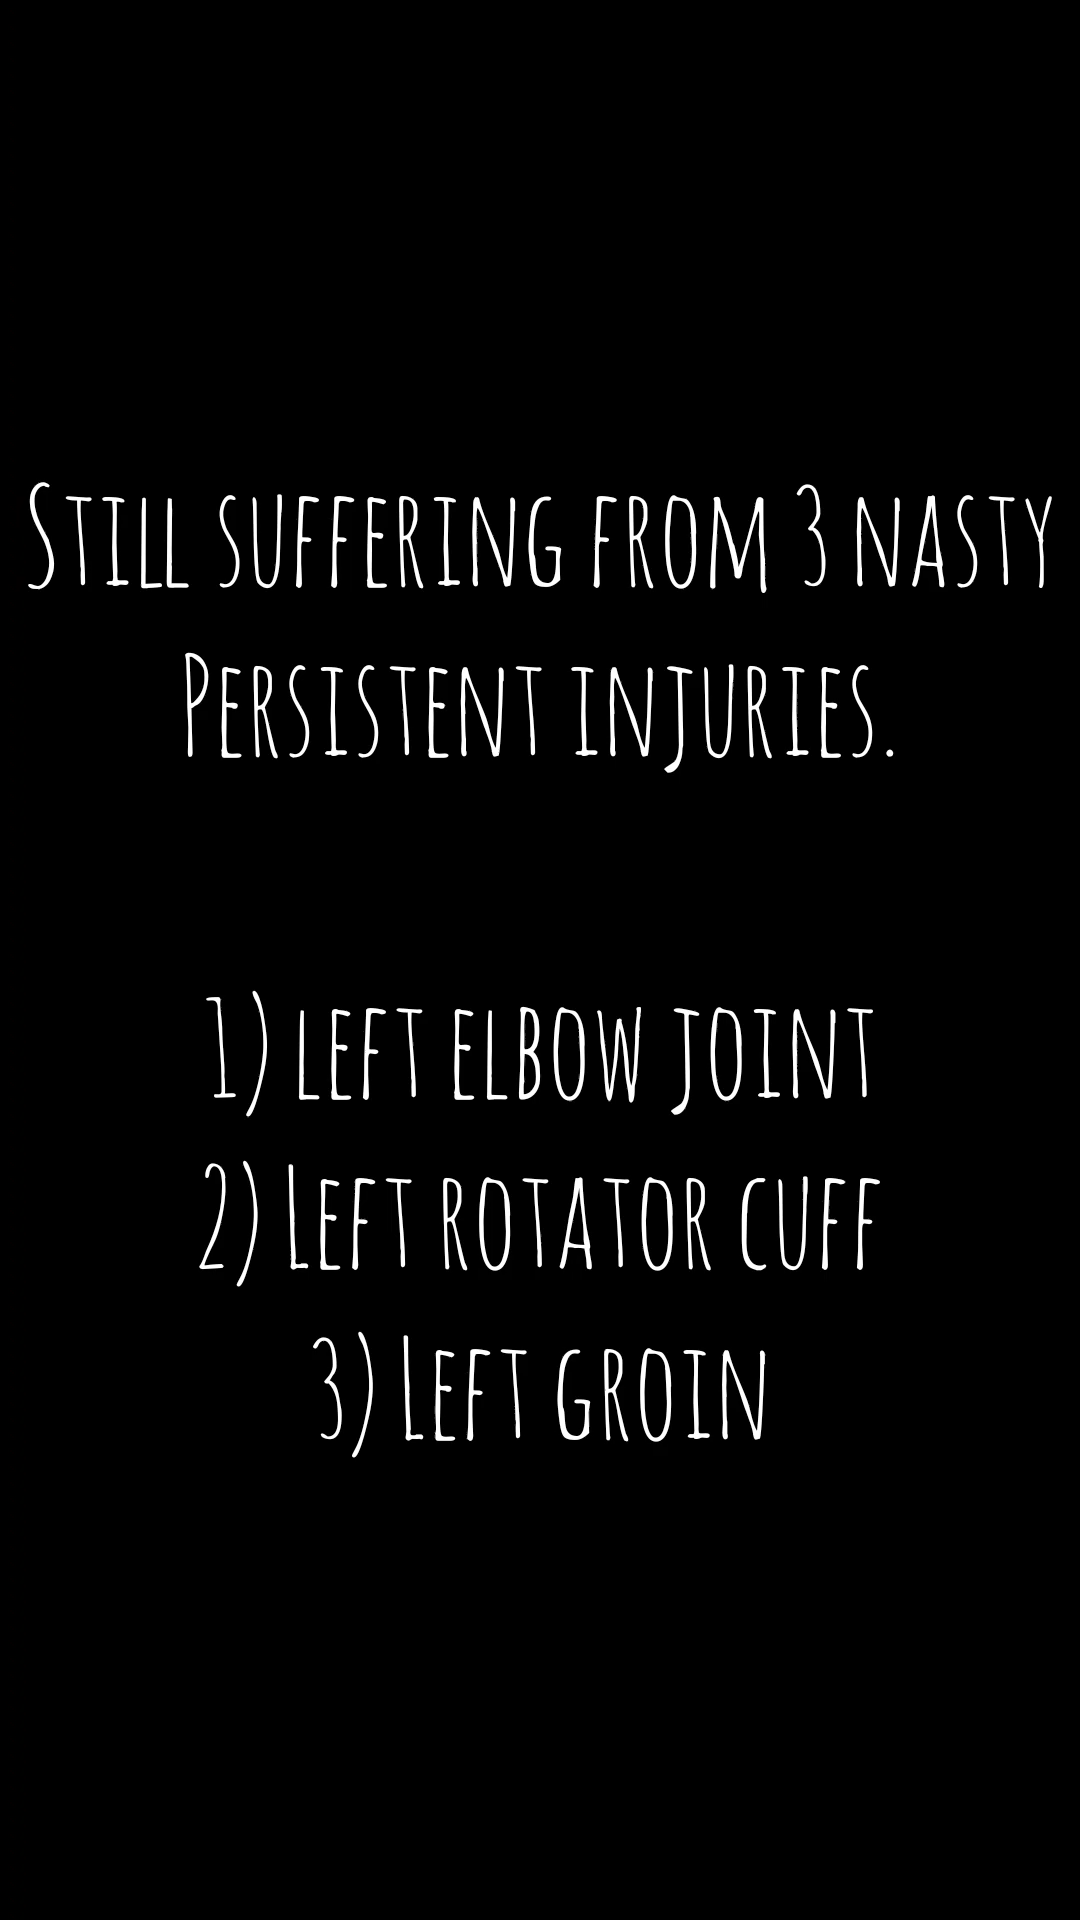 Still suffering from 3 nasty
Persistent injuries.
1) left elbow joint
2) Left rotator cuff
3) Left groin